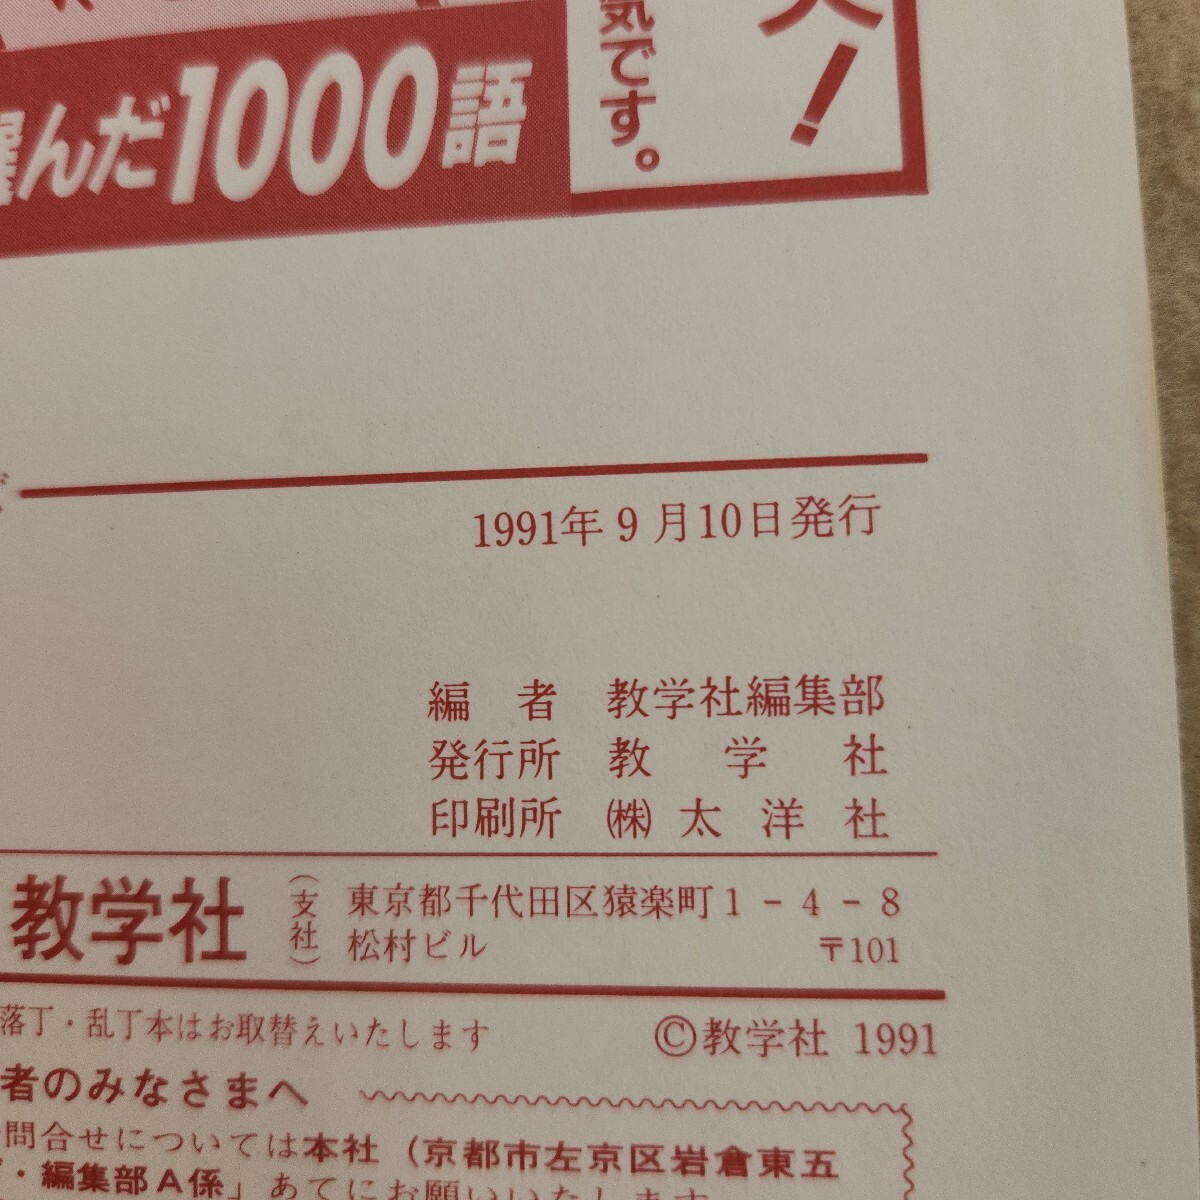 選んだ1000語
気です。
!
1991年9月10日発行
編 者 教学社編集部
発行所 教 学 社
印刷所 ㈱ 太 洋 社
教学社 (支社) 東京都千代田区猿楽町1-4-8
松村ビル 〒101
落丁・乱丁本はお取替えいたします ©教学社 1991
者のみなさまへ
問合せについては本社(京都市左京区岩倉東五
・編集部A係」あてにお願いいたします